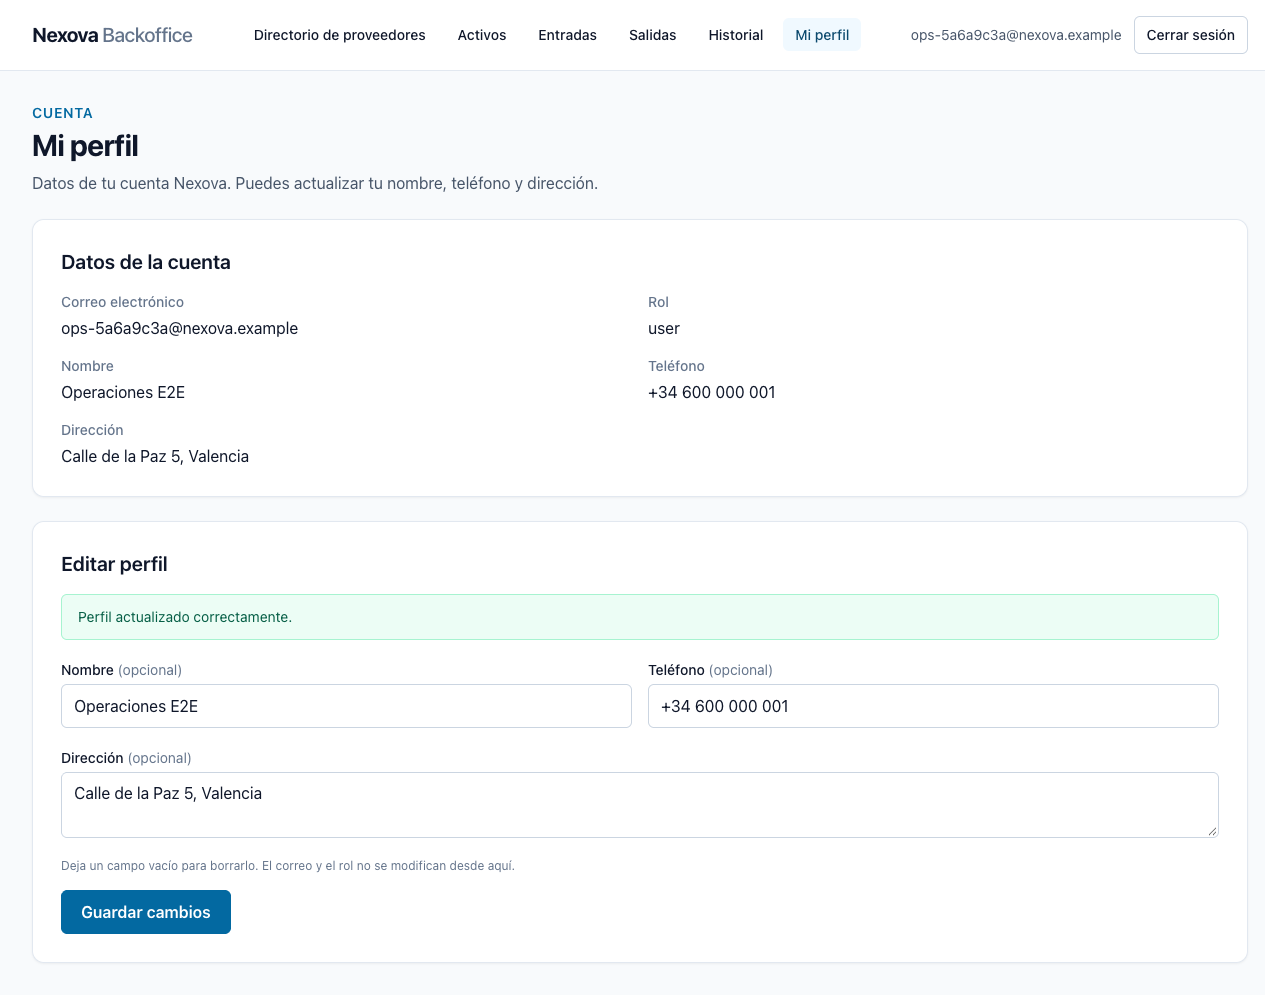 Nexova Backoffice Directorio de proveedores Activos Entradas Salidas Historial Mi perfil ops-5a6a9c3a@nexova.example Cerrar sesión
CUENTA
Mi perfil
Datos de tu cuenta Nexova. Puedes actualizar tu nombre, teléfono y dirección.
Datos de la cuenta
Correo electrónico Rol
ops-5a6a9c3a@nexova.example user
Nombre Teléfono
Operaciones E2E +34 600 000 001
Dirección
Calle de la Paz 5, Valencia
Editar perfil
Perfil actualizado correctamente.
Nombre (opcional) Teléfono (opcional)
Operaciones E2E +34 600 000 001
Dirección (opcional)
Calle de la Paz 5, Valencia
Deja un campo vacío para borrarlo. El correo y el rol no se modifican desde aquí.
Guardar cambios